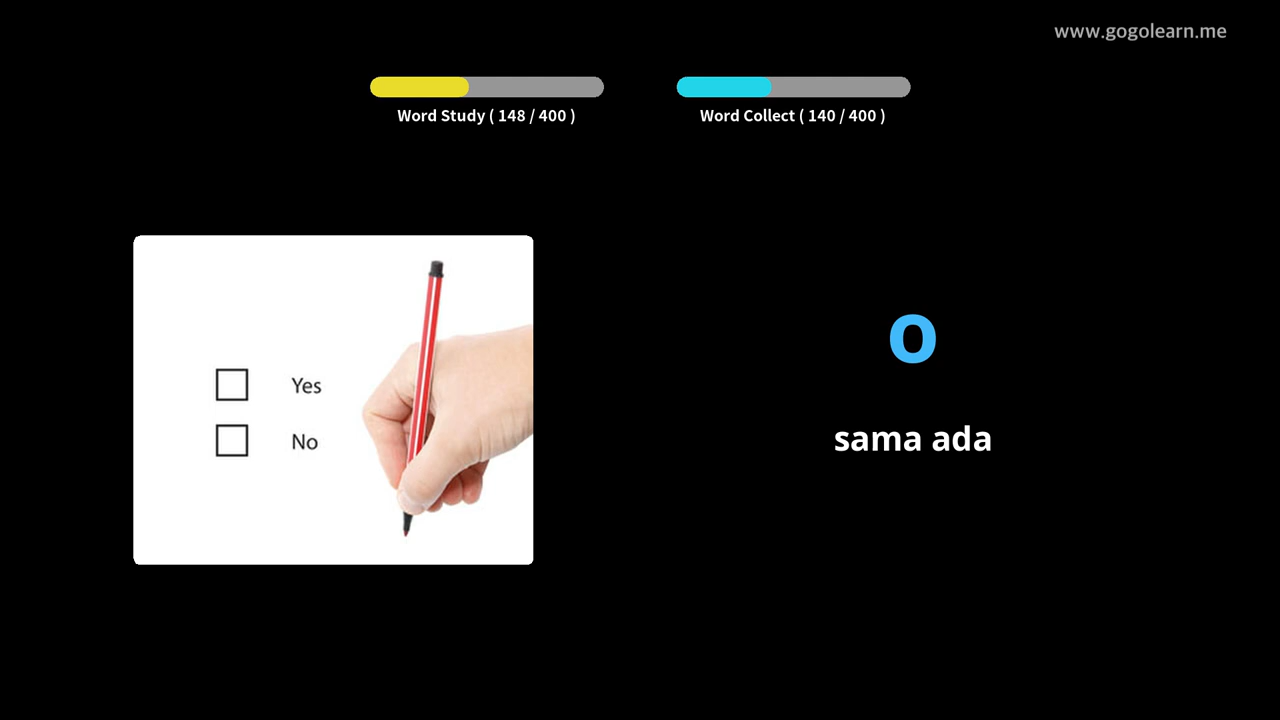 www.gogolearn.me
Word Study ( 148 / 400 )
Word Collect ( 140 / 400 )
Yes
No
o
sama ada